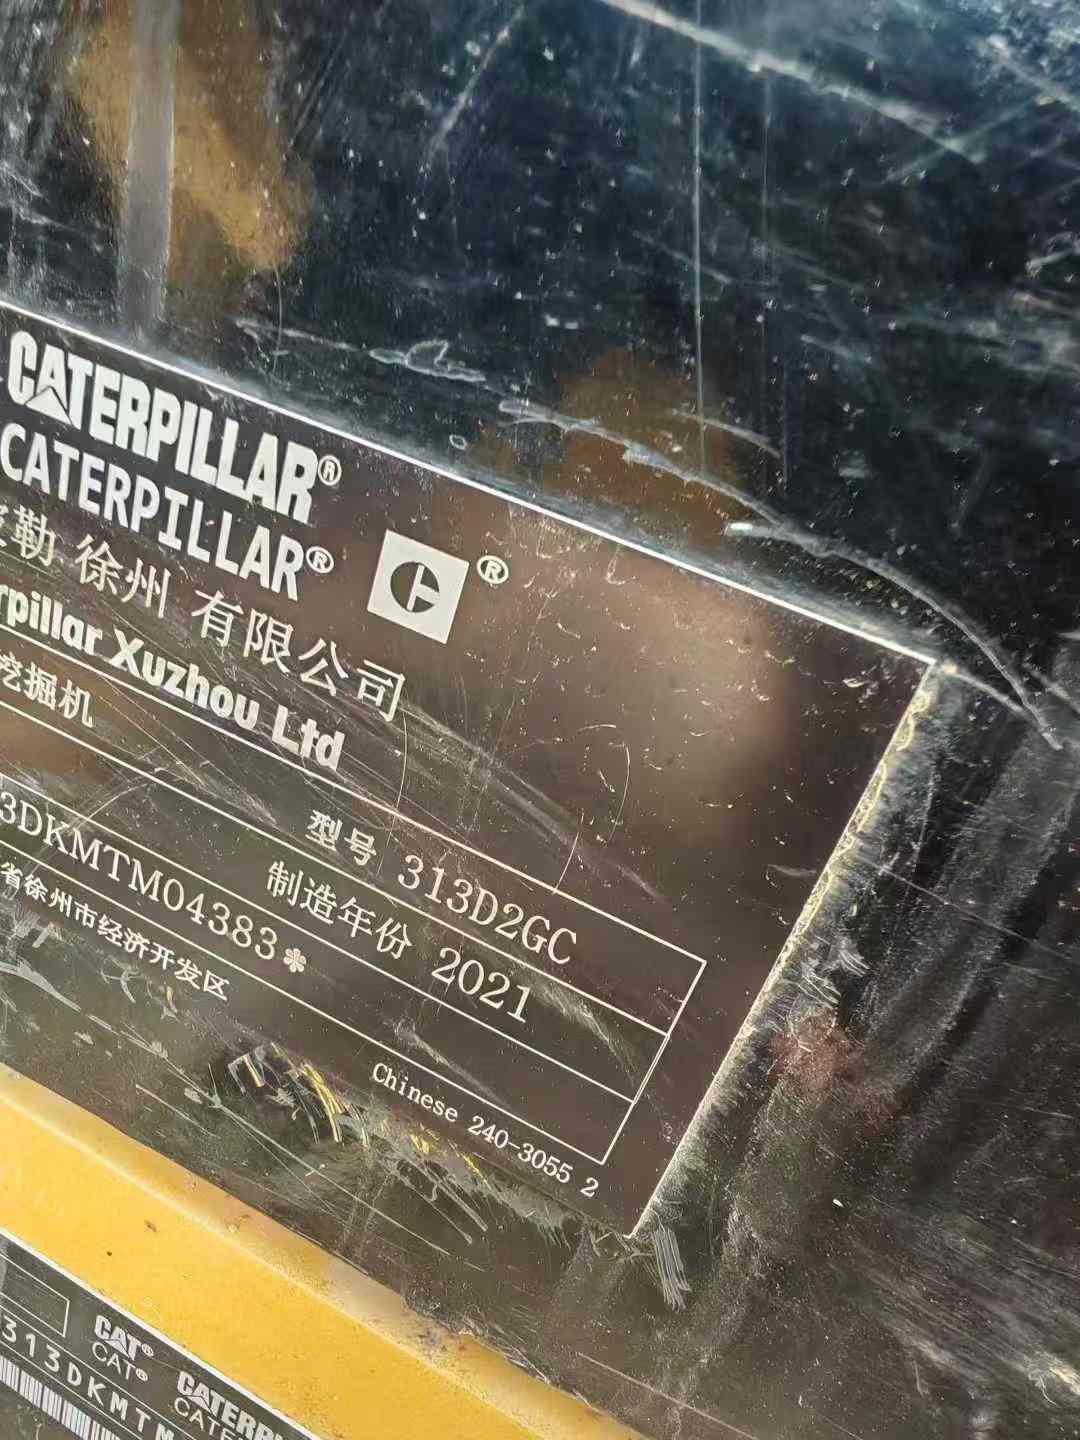 CATERPILLAR®
CATERPILLAR®
勒 徐州 有限公司
rpillar Xuzhou Ltd
挖掘机
型号 313D2GC
3DKMTM04383✽
制造年份 2021
省徐州市经济开发区
Chinese 240-3055 2
CAT® CATERP
CAT® CATER
313DKMTM